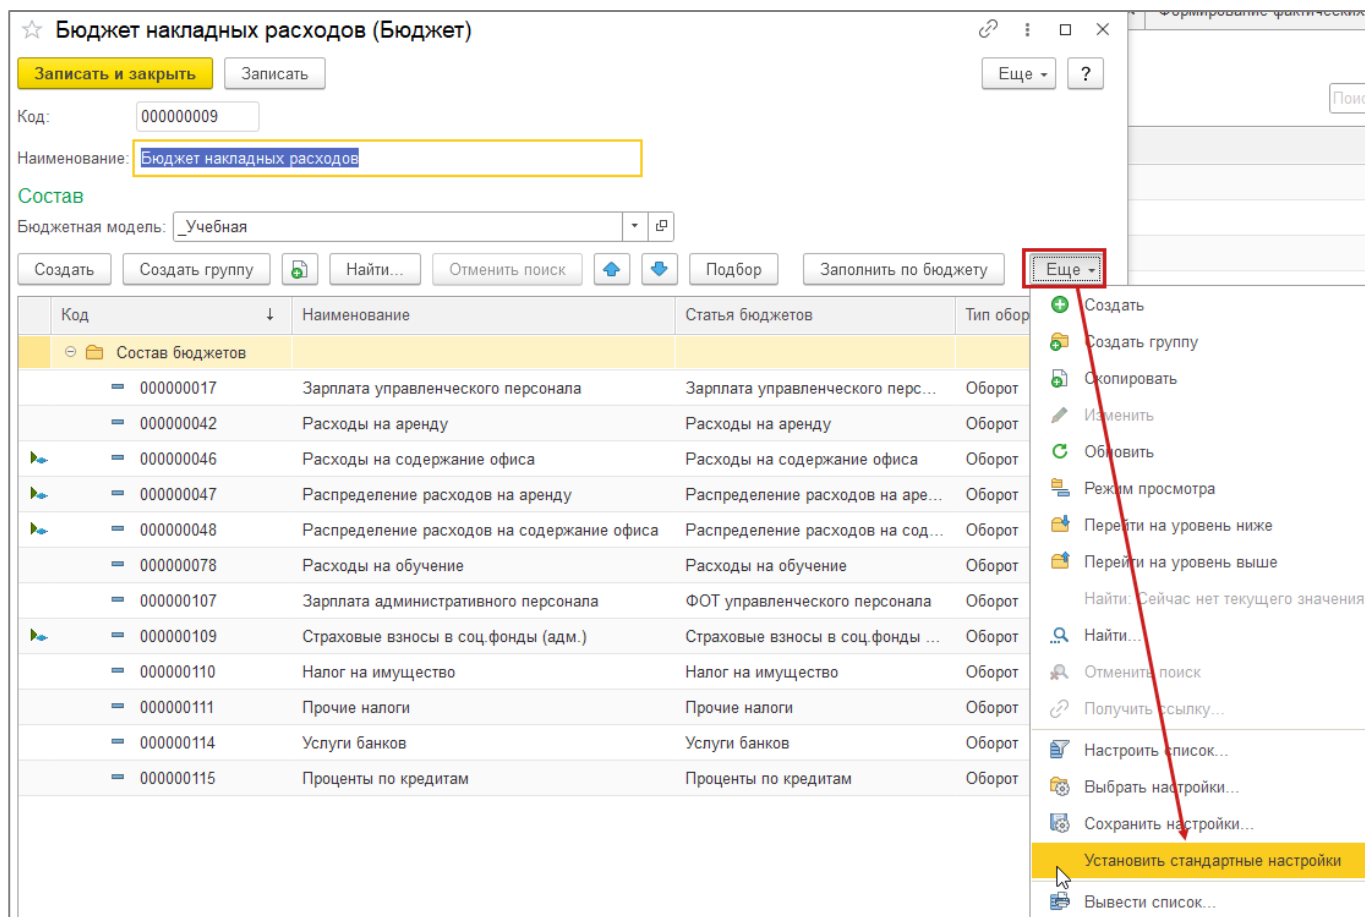 Формирование фактических
Бюджет накладных расходов (Бюджет)
Записать и закрыть Записать Еще ?
Код: 000000009
Поис
Наименование: Бюджет накладных расходов
Состав
Бюджетная модель: _Учебная
Создать Создать группу Найти... Отменить поиск Подбор Заполнить по бюджету Еще
Код ↓ Наименование Статья бюджетов Тип обор
Состав бюджетов
000000017 Зарплата управленческого персонала Зарплата управленческого перс... Оборот
000000042 Расходы на аренду Расходы на аренду Оборот
000000046 Расходы на содержание офиса Расходы на содержание офиса Оборот
000000047 Распределение расходов на аренду Распределение расходов на аре... Оборот
000000048 Распределение расходов на содержание офиса Распределение расходов на сод... Оборот
000000078 Расходы на обучение Расходы на обучение Оборот
000000107 Зарплата административного персонала ФОТ управленческого персонала Оборот
000000109 Страховые взносы в соц.фонды (адм.) Страховые взносы в соц.фонды ... Оборот
000000110 Налог на имущество Налог на имущество Оборот
000000111 Прочие налоги Прочие налоги Оборот
000000114 Услуги банков Услуги банков Оборот
000000115 Проценты по кредитам Проценты по кредитам Оборот
Создать
Создать группу
Скопировать
Изменить
Обновить
Режим просмотра
Перейти на уровень ниже
Перейти на уровень выше
Найти: Сейчас нет текущего значения
Найти...
Отменить поиск
Получить ссылку...
Настроить список...
Выбрать настройки...
Сохранить настройки...
Установить стандартные настройки
Вывести список...